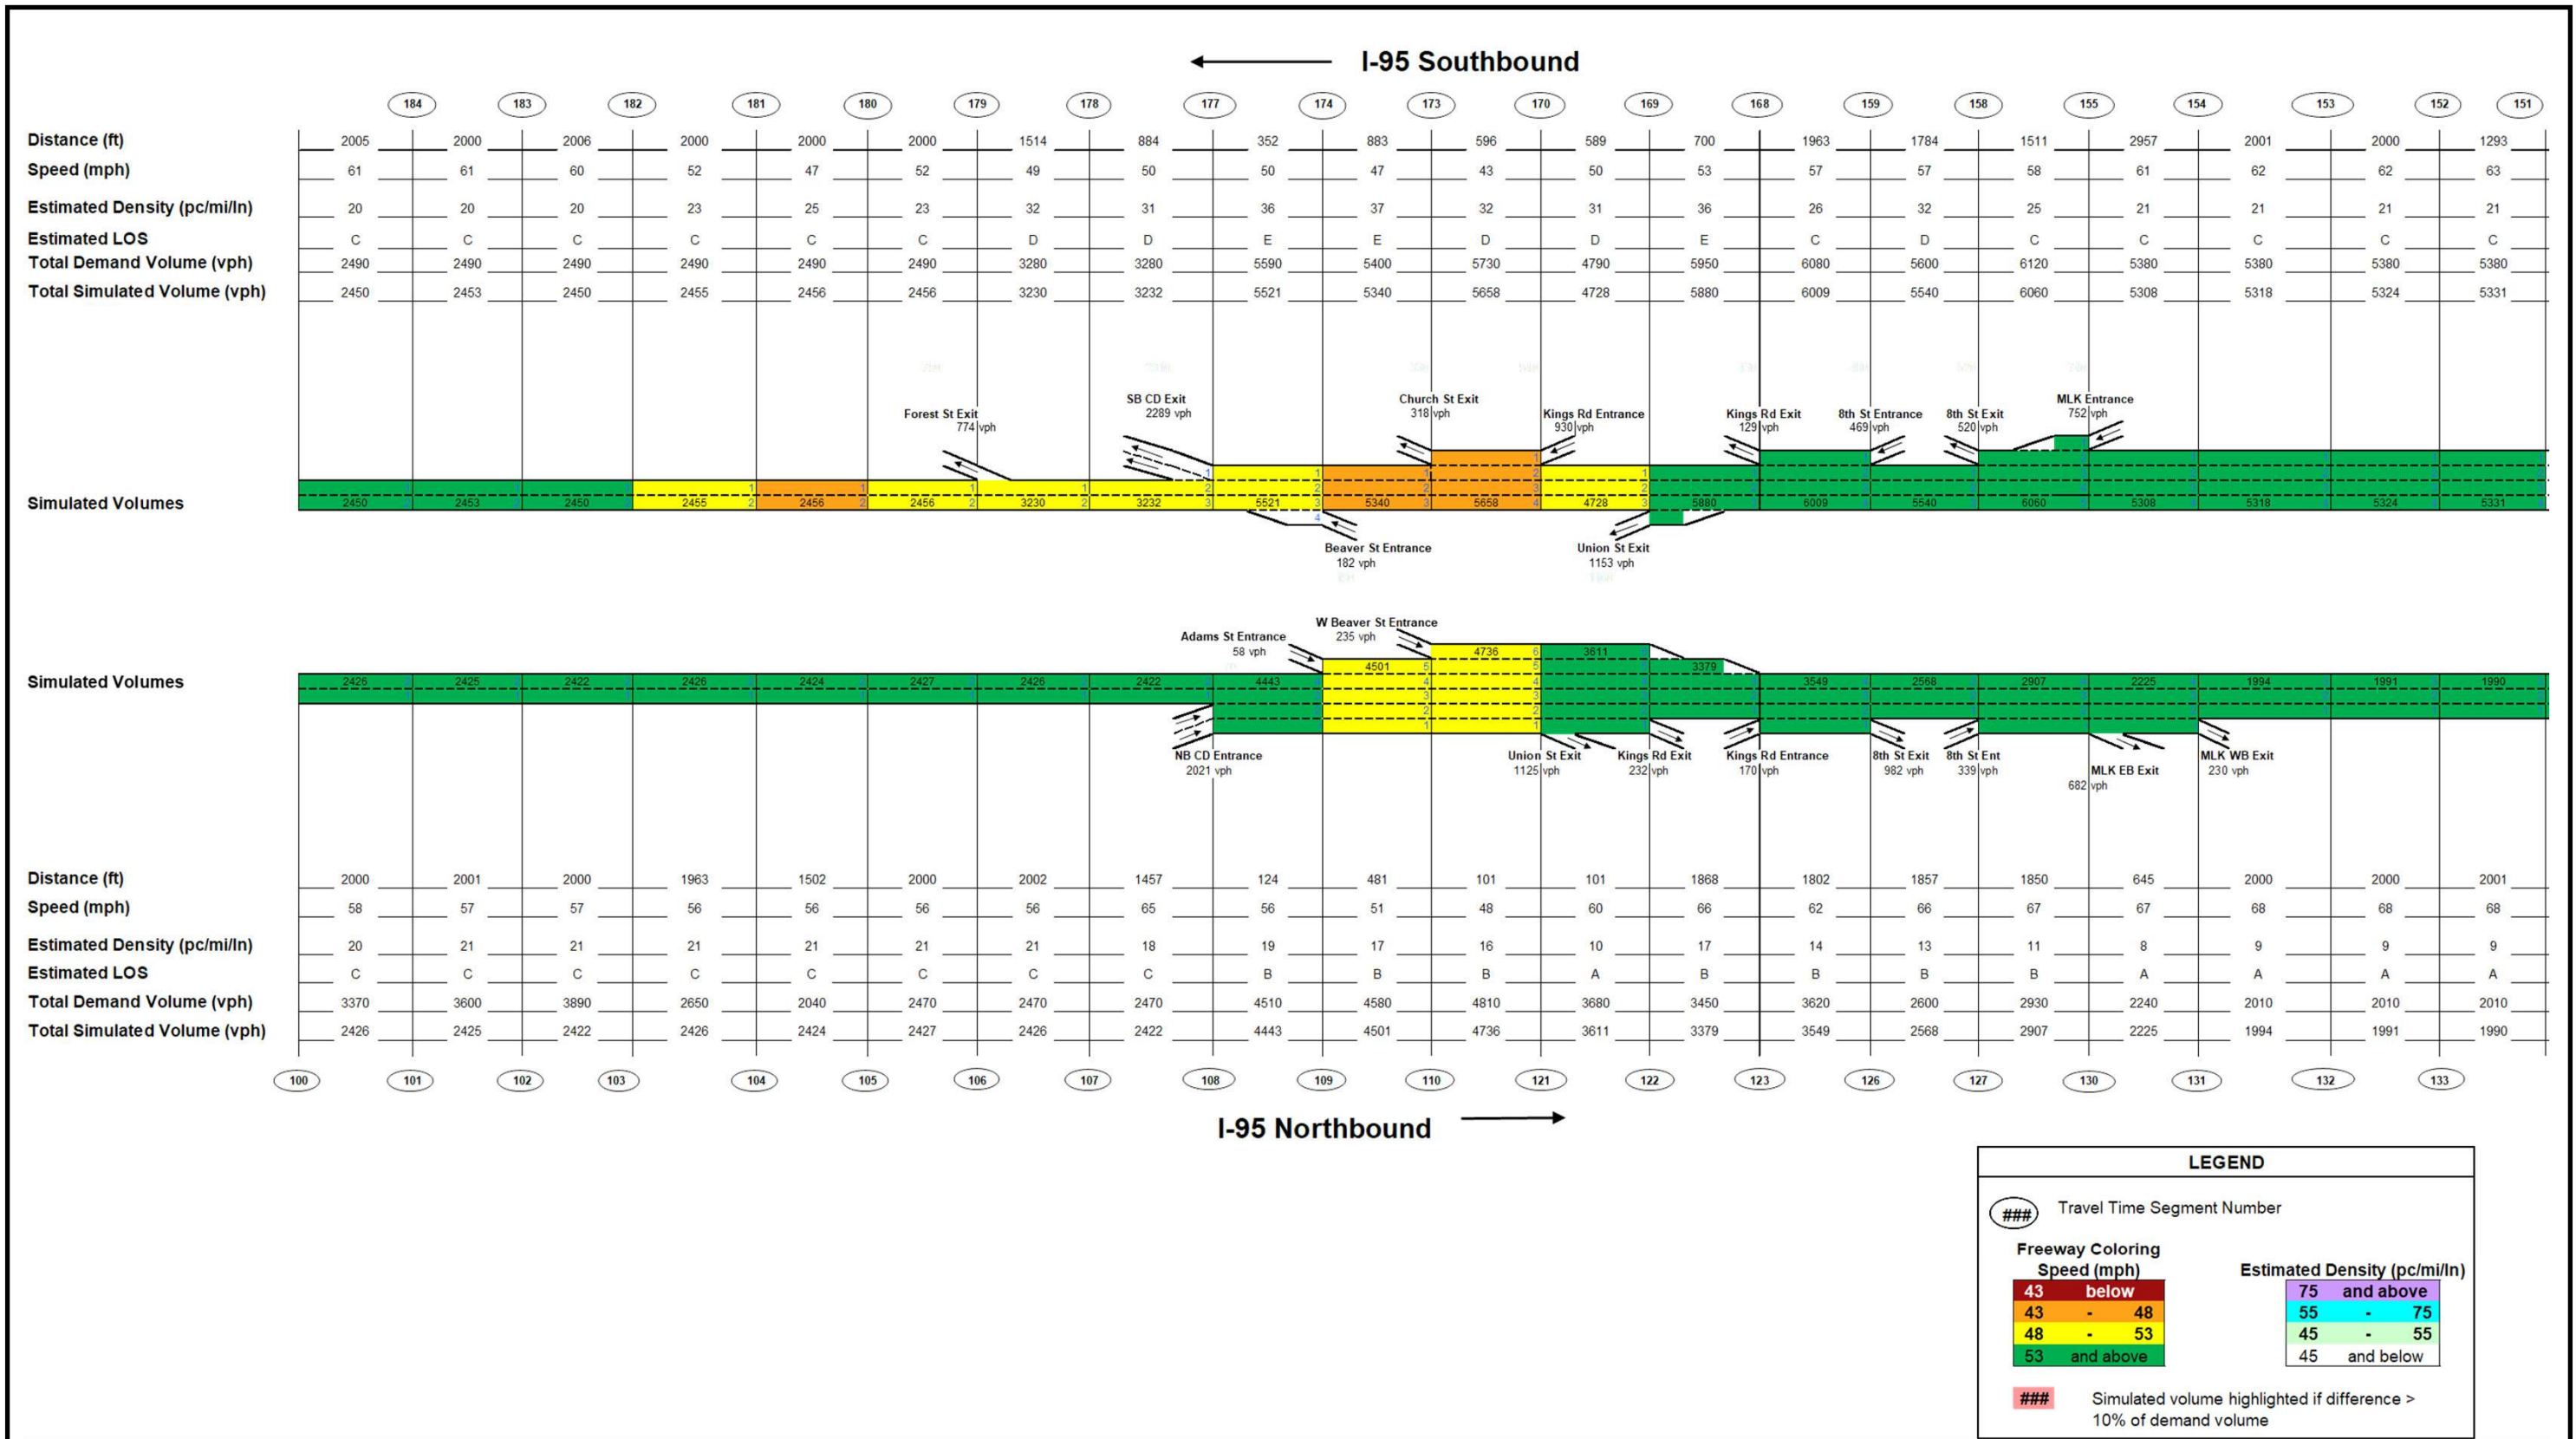 I-95 Southbound
184 183 182 181 180 179 178 177 174 173 170 169 168 159 158 155 154 153 152 151
Distance (ft) 2005 2000 2006 2000 2000 2000 1514 884 352 883 596 589 700 1963 1784 1511 2957 2001 2000 1293
Speed (mph) 61 61 60 52 47 52 49 50 50 47 43 50 53 57 57 58 61 62 62 63
Estimated Density (pc/mi/ln) 20 20 20 23 25 23 32 31 36 37 32 31 36 26 32 25 21 21 21 21
Estimated LOS C C C C C C D D E E D D E C D C C C C C
Total Demand Volume (vph) 2490 2490 2490 2490 2490 2490 3280 3280 5590 5400 5730 4790 5950 6080 5600 6120 5380 5380 5380 5380
Total Simulated Volume (vph) 2450 2453 2450 2455 2456 2456 3230 3232 5521 5340 5658 4728 5880 6009 5540 6060 5308 5318 5324 5331
SB CD Exit Church St Exit MLK Entrance
2289 vph 318 vph 752 vph
Forest St Exit Kings Rd Entrance Kings Rd Exit 8th St Entrance 8th St Exit
774 vph 930 vph 129 vph 469 vph 520 vph
Simulated Volumes 2450 2453 2450 2455 2456 2456 3230 3232 5521 5340 5658 4728 5880 6009 5540 6060 5308 5318 5324 5331
Beaver St Entrance Union St Exit
182 vph 1153 vph
W Beaver St Entrance
235 vph
Adams St Entrance
58 vph
4736 3611
4501 3379
Simulated Volumes 2426 2425 2422 2426 2424 2427 2426 2422 4443 3549 2568 2907 2225 1994 1991 1990
NB CD Entrance Union St Exit Kings Rd Exit Kings Rd Entrance 8th St Exit 8th St Ent MLK WB Exit
2021 vph 1125 vph 232 vph 170 vph 982 vph 339 vph MLK EB Exit 230 vph
682 vph
Distance (ft) 2000 2001 2000 1963 1502 2000 2002 1457 124 481 101 101 1868 1802 1857 1850 645 2000 2000 2001
Speed (mph) 58 57 57 56 56 56 56 65 56 51 48 60 66 62 66 67 67 68 68 68
Estimated Density (pc/mi/ln) 20 21 21 21 21 21 21 18 19 17 16 10 17 14 13 11 8 9 9 9
Estimated LOS C C C C C C C C B B B A B B B B A A A A
Total Demand Volume (vph) 3370 3600 3890 2650 2040 2470 2470 2470 4510 4580 4810 3680 3450 3620 2600 2930 2240 2010 2010 2010
Total Simulated Volume (vph) 2426 2425 2422 2426 2424 2427 2426 2422 4443 4501 4736 3611 3379 3549 2568 2907 2225 1994 1991 1990
100 101 102 103 104 105 106 107 108 109 110 121 122 123 126 127 130 131 132 133
I-95 Northbound
LEGEND
### Travel Time Segment Number
Freeway Coloring
Speed (mph) Estimated Density (pc/mi/ln)
43 below 75 and above
43 - 48 55 - 75
48 - 53 45 - 55
53 and above 45 and below
### Simulated volume highlighted if difference >
10% of demand volume